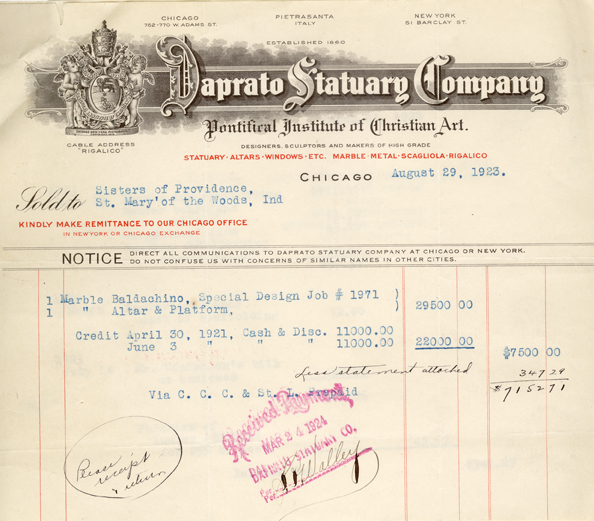 CHICAGO
752-770 W. ADAMS ST.
PIETRASANTA
ITALY
NEW YORK
51 BARCLAY ST.
ESTABLISHED 1860
Daprato Statuary Company
Pontifical Institute of Christian Art.
CABLE ADDRESS
"RIGALICO"
DESIGNERS, SCULPTORS AND MAKERS OF HIGH GRADE
STATUARY-ALTARS-WINDOWS-ETC. MARBLE-METAL-SCAGLIOLA-RIGALICO
CHICAGO August 29, 1923.
Sold to Sisters of Providence,
St. Mary'of the Woods, Ind
KINDLY MAKE REMITTANCE TO OUR CHICAGO OFFICE
IN NEW YORK OR CHICAGO EXCHANGE
NOTICE DIRECT ALL COMMUNICATIONS TO DAPRATO STATUARY COMPANY AT CHICAGO OR NEW YORK.
DO NOT CONFUSE US WITH CONCERNS OF SIMILAR NAMES IN OTHER CITIES.
1 Marble Baldachino, Special Design Job # 1971 )
1 " Altar & Platform, ) 29500 00
Credit April 30, 1921, Cash & Disc. 11000.00
June 3 " " " 11000.00 22000 00 $7500 00
Less statement attached 347 29
$7152 71
Via C. C. C. & St. L. Prepaid
Received Payment
MAR 24 1924
DAPRATO STATUARY CO.
Per
Please
receipt
& return